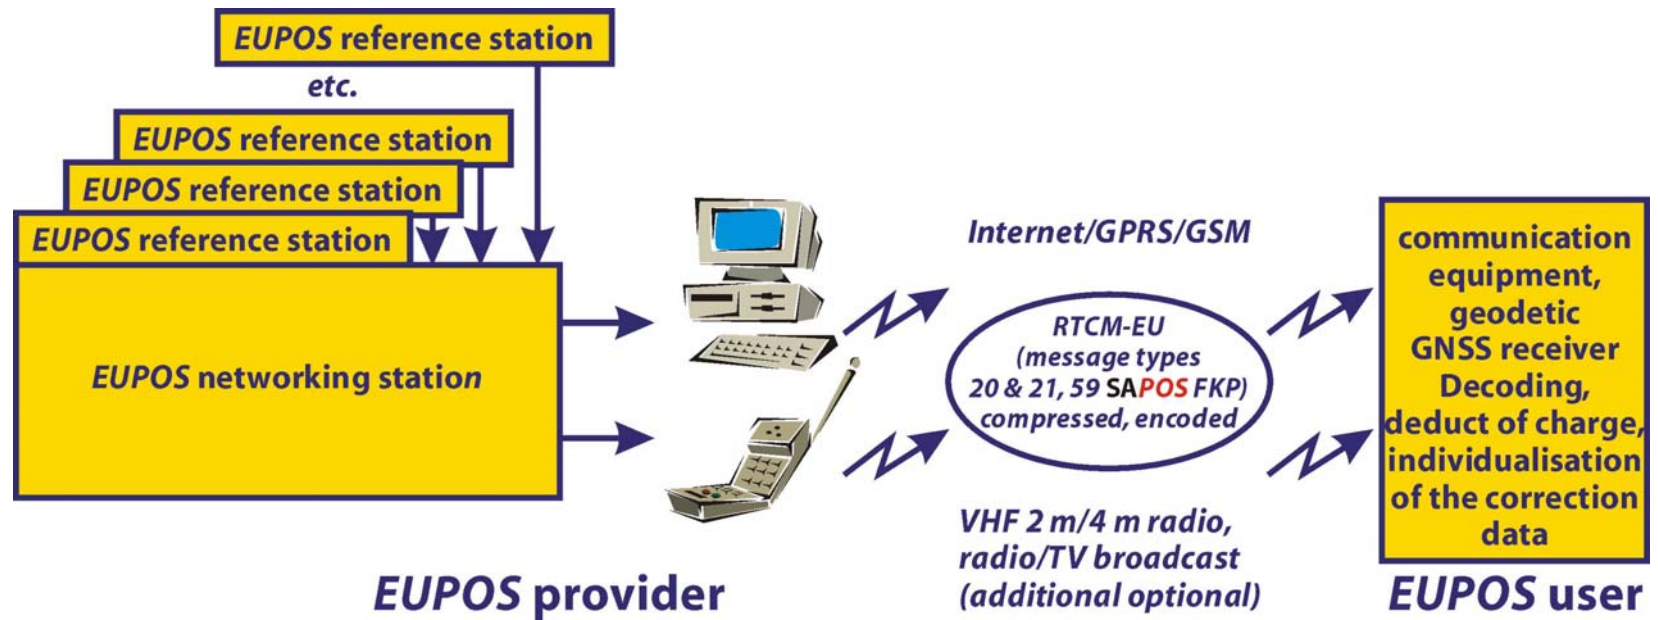 EUPOS reference station
etc.
EUPOS reference station
EUPOS reference station
EUPOS reference station
EUPOS networking station
Internet/GPRS/GSM
RTCM-EU
(message types
20 & 21, 59 SAPOS FKP)
compressed, encoded
VHF 2 m/4 m radio,
radio/TV broadcast
(additional optional)
communication
equipment,
geodetic
GNSS receiver
Decoding,
deduct of charge,
individualisation
of the correction
data
EUPOS provider
EUPOS user